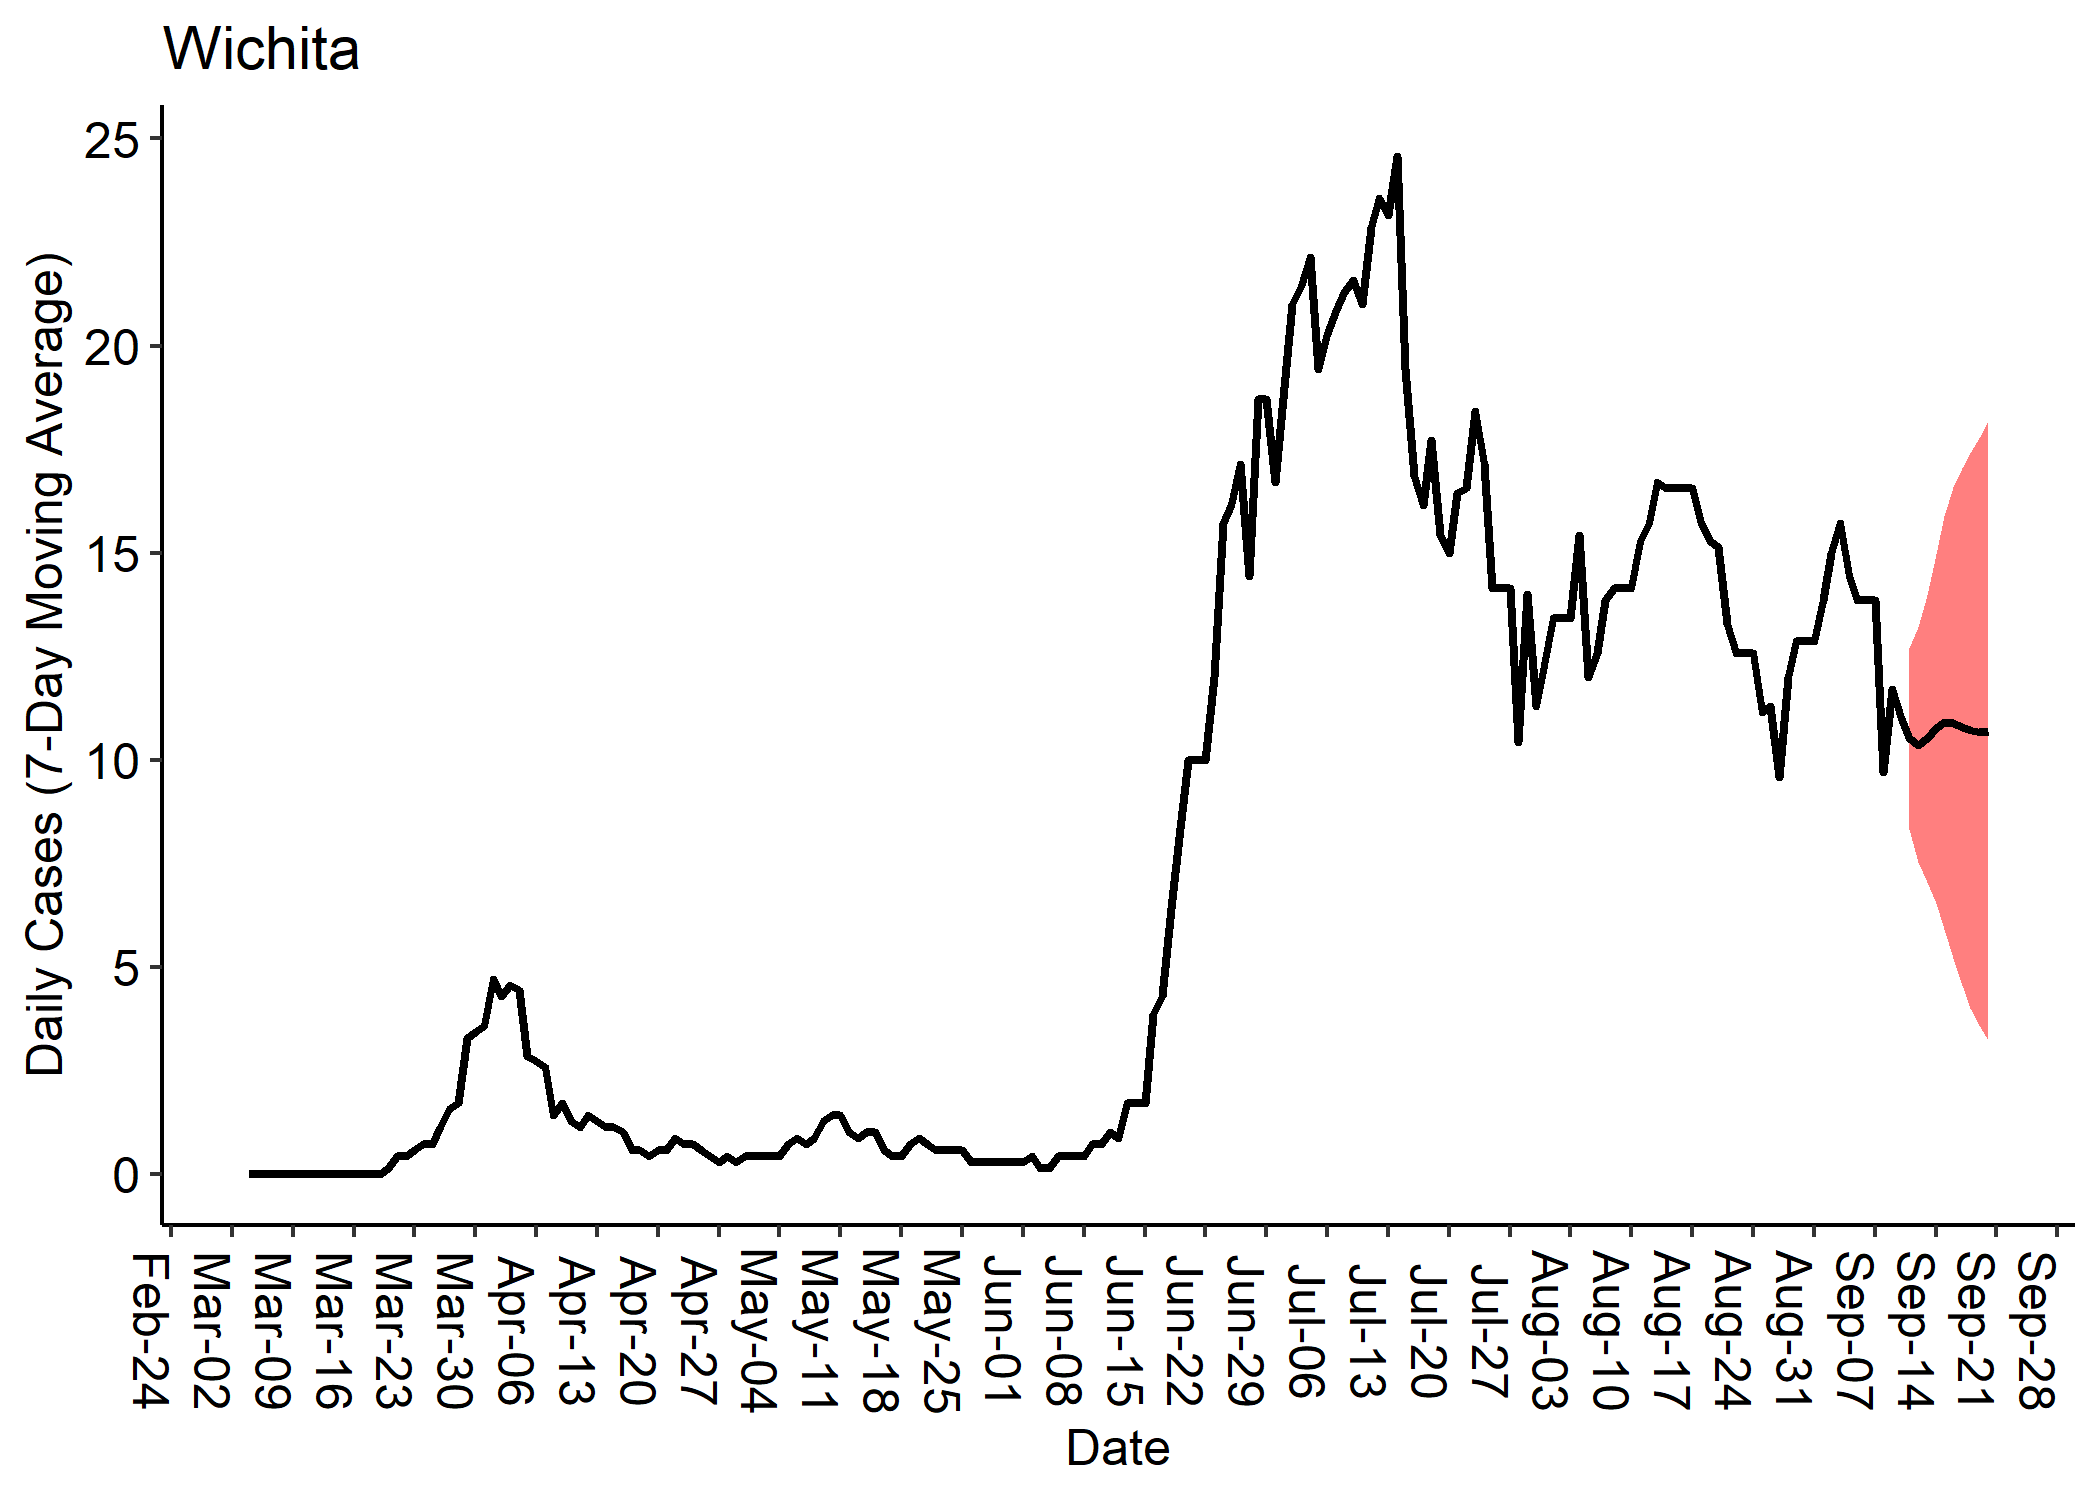 Wichita
Daily Cases (7-Day Moving Average)
25
20
15
10
5
0
Feb-24
Mar-02
Mar-09
Mar-16
Mar-23
Mar-30
Apr-06
Apr-13
Apr-20
Apr-27
May-04
May-11
May-18
May-25
Jun-01
Jun-08
Jun-15
Jun-22
Jun-29
Jul-06
Jul-13
Jul-20
Jul-27
Aug-03
Aug-10
Aug-17
Aug-24
Aug-31
Sep-07
Sep-14
Sep-21
Sep-28
Date